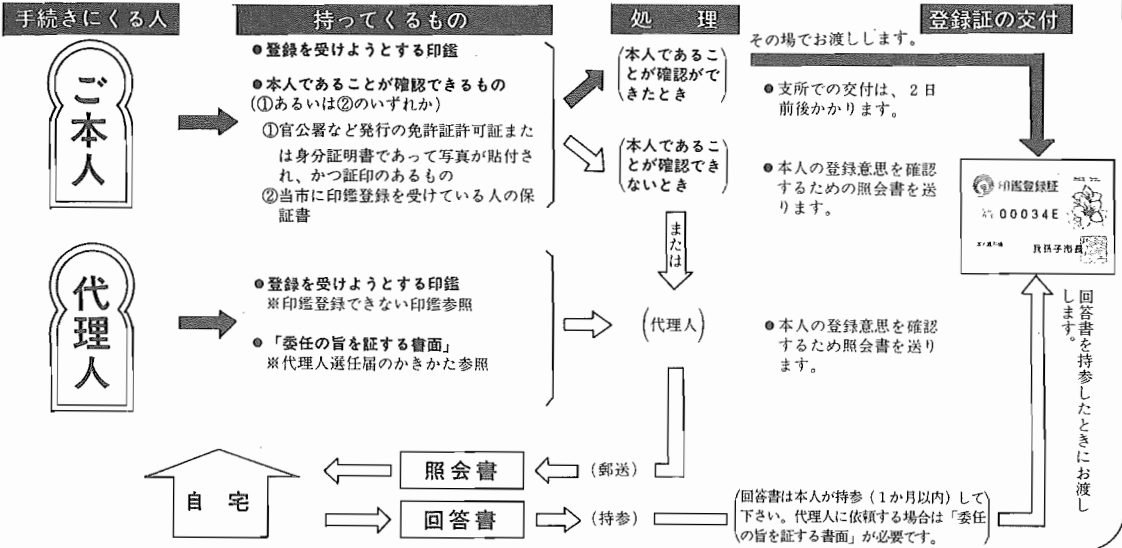 手続きにくる人
持ってくるもの
処理
登録証の交付
ご本人
●登録を受けようとする印鑑
●本人であることが確認できるもの
(①あるいは②のいずれか)
①官公署など発行の免許証許可証また
は身分証明書であって写真が貼付さ
れ、かつ証印のあるもの
②当市に印鑑登録を受けている人の保
証書
(本人であるこ
とが確認がで
きたとき)
(本人であるこ
とが確認でき
ないとき)
その場でお渡しします。
●支所での交付は、2日
前後かかります。
●本人の登録意思を確認
するための照会書を送
ります。
印鑑登録証
00034E
我孫子市長
または
代理人
●登録を受けようとする印鑑
※印鑑登録できない印鑑参照
●「委任の旨を証する書面」
※代理人選任届のかきかた参照
(代理人)
●本人の登録意思を確認
するため照会書を送り
ます。
回答書を持参したときにお渡し
します。
自宅
照会書
(郵送)
回答書
(持参)
(回答書は本人が持参(1か月以内)して
下さい。代理人に依頼する場合は「委任
の旨を証する書面」が必要です。)